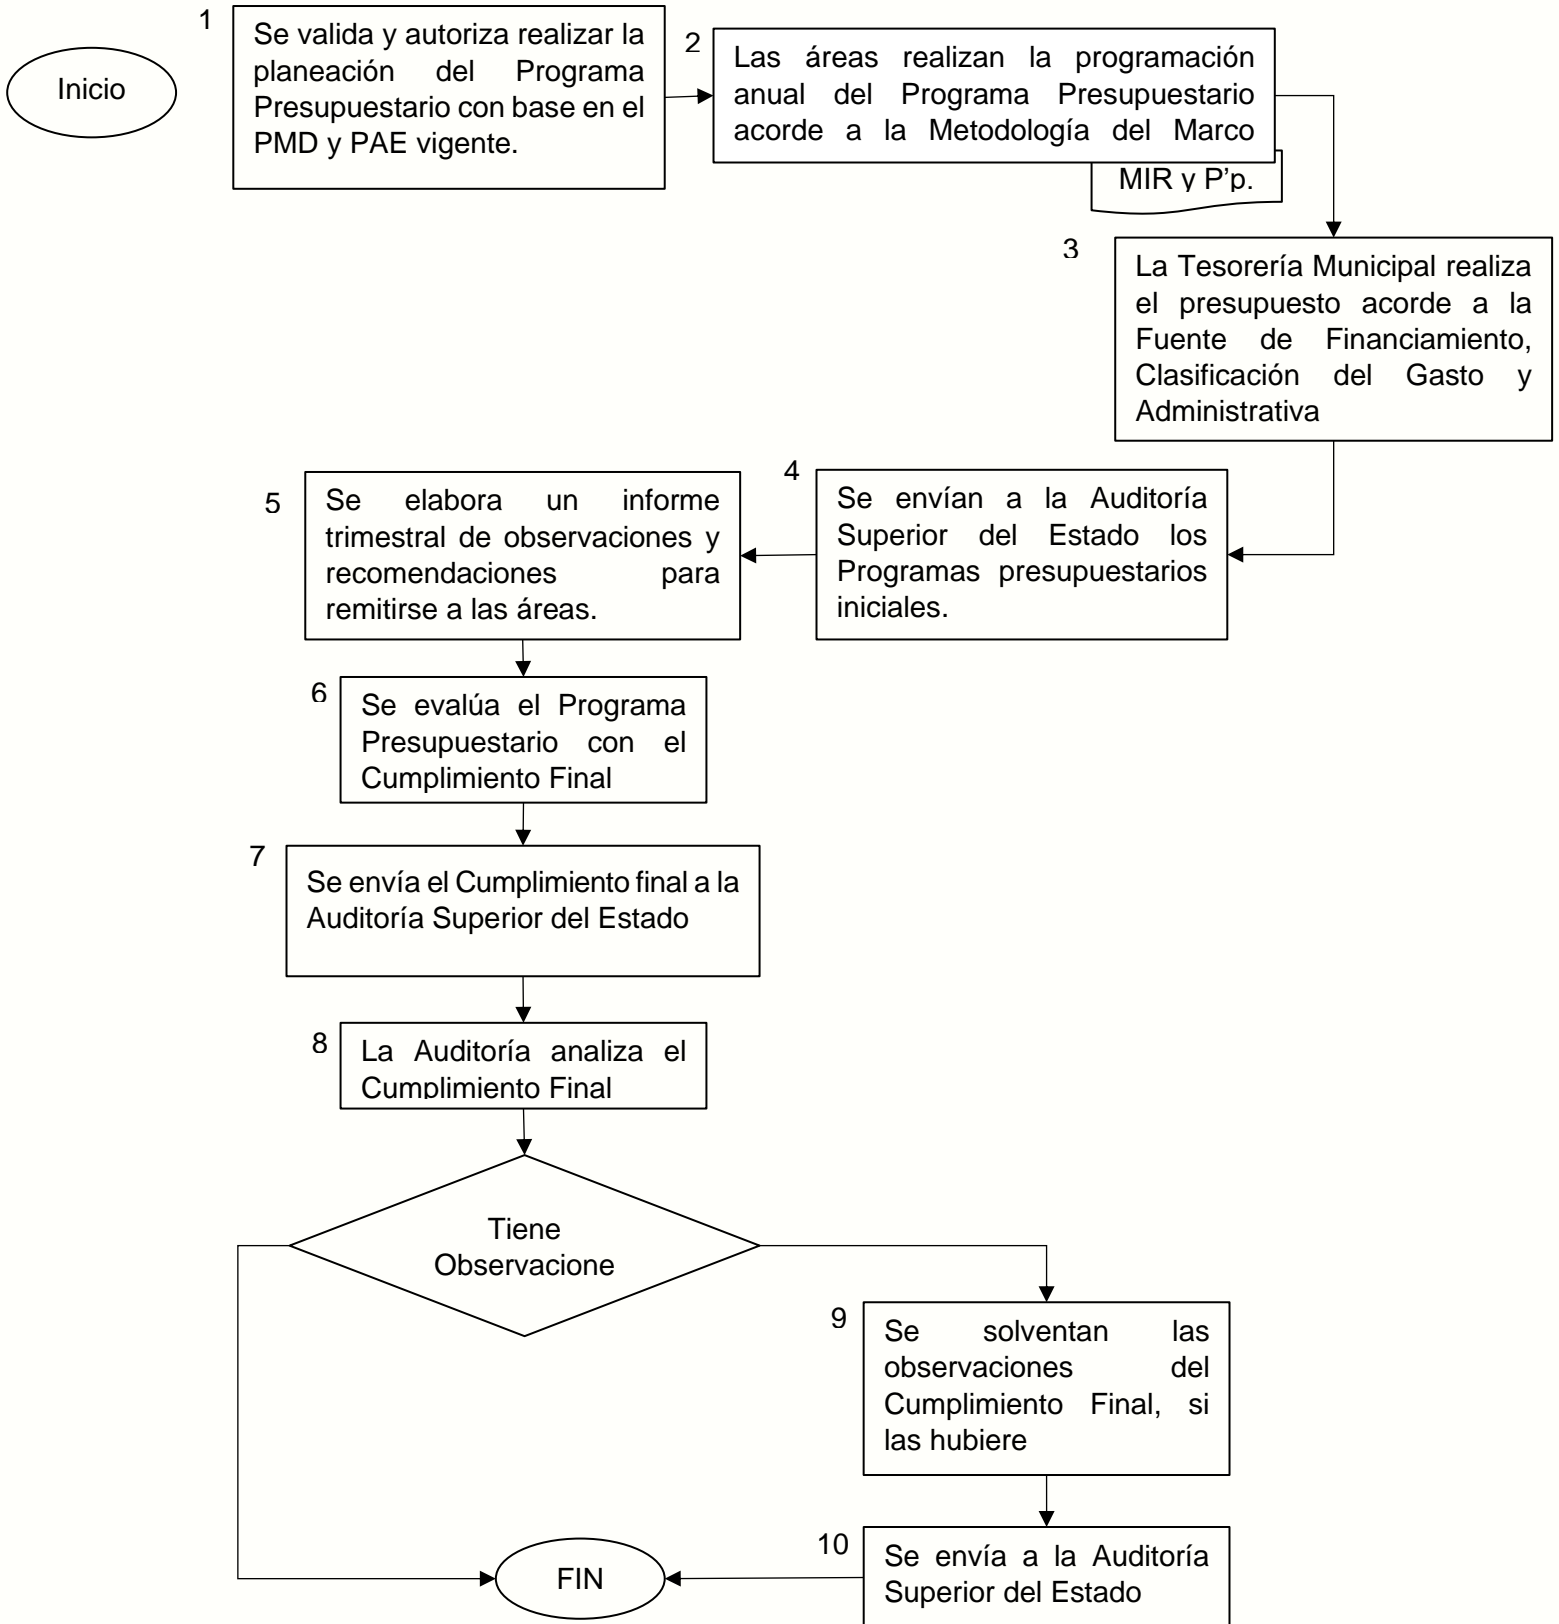 Inicio
1
Se valida y autoriza realizar la
planeación del Programa
Presupuestario con base en el
PMD y PAE vigente.
2
Las áreas realizan la programación
anual del Programa Presupuestario
acorde a la Metodología del Marco
MIR y P’p.
3
La Tesorería Municipal realiza
el presupuesto acorde a la
Fuente de Financiamiento,
Clasificación del Gasto y
Administrativa
4
Se envían a la Auditoría
Superior del Estado los
Programas presupuestarios
iniciales.
5
Se elabora un informe
trimestral de observaciones y
recomendaciones para
remitirse a las áreas.
6
Se evalúa el Programa
Presupuestario con el
Cumplimiento Final
7
Se envía el Cumplimiento final a la
Auditoría Superior del Estado
8
La Auditoría analiza el
Cumplimiento Final
Tiene
Observacione
9
Se solventan las
observaciones del
Cumplimiento Final, si
las hubiere
10
Se envía a la Auditoría
Superior del Estado
FIN